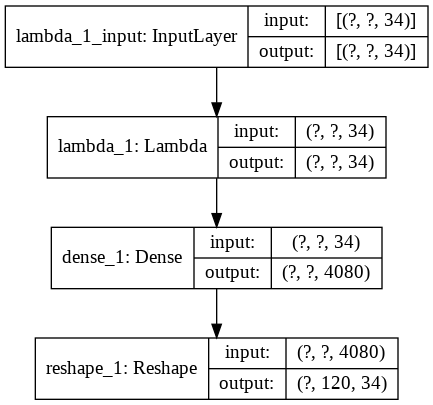 lambda_1_input: InputLayer
input: [(?, ?, 34)]
output: [(?, ?, 34)]
lambda_1: Lambda
input: (?, ?, 34)
output: (?, ?, 34)
dense_1: Dense
input: (?, ?, 34)
output: (?, ?, 4080)
reshape_1: Reshape
input: (?, ?, 4080)
output: (?, 120, 34)